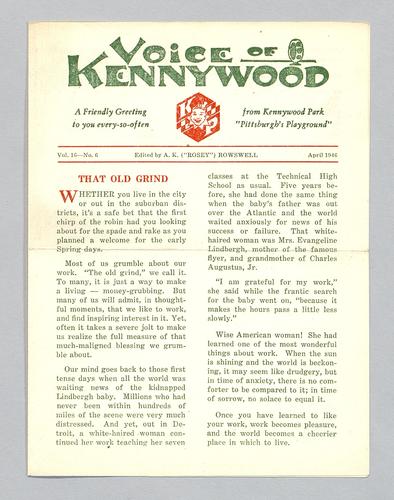 VOICE OF
KENNYWOOD
A Friendly Greeting
to you every-so-often
K
P
from Kennywood Park
"Pittsburgh's Playground"
Vol. 16—No. 6
Edited by A. K. ("ROSEY") ROWSWELL
April 1946
THAT OLD GRIND
WHETHER you live in the city
or out in the suburban dis-
tricts, it's a safe bet that the first
chirp of the robin had you looking
about for the spade and rake as you
planned a welcome for the early
Spring days.
Most of us grumble about our
work. "The old grind," we call it.
To many, it is just a way to make
a living — money-grubbing. But
many of us will admit, in thought-
ful moments, that we like to work,
and find inspiring interest in it. Yet,
often it takes a severe jolt to make
us realize the full measure of that
much-maligned blessing we grum-
ble about.
Our mind goes back to those first
tense days when all the world was
waiting news of the kidnapped
Lindbergh baby. Millions who had
never been within hundreds of
miles of the scene were very much
distressed. And yet, out in De-
troit, a white-haired woman con-
tinued her work teaching her seven
classes at the Technical High
School as usual. Five years be-
fore, she had done the same thing
when the baby's father was out
over the Atlantic and the world
waited anxiously for news of his
success or failure. That white-
haired woman was Mrs. Evangeline
Lindbergh, mother of the famous
flyer, and grandmother of Charles
Augustus, Jr.
"I am grateful for my work,"
she said while the frantic search
for the baby went on, "because it
makes the hours pass a little less
slowly."
Wise American woman! She had
learned one of the most wonderful
things about work. When the sun
is shining and the world is beckon-
ing, it may seem like drudgery, but
in time of anxiety, there is no com-
forter to be compared to it; in time
of sorrow, no solace to equal it.
Once you have learned to like
your work, work becomes pleasure,
and the world becomes a cheerier
place in which to live.